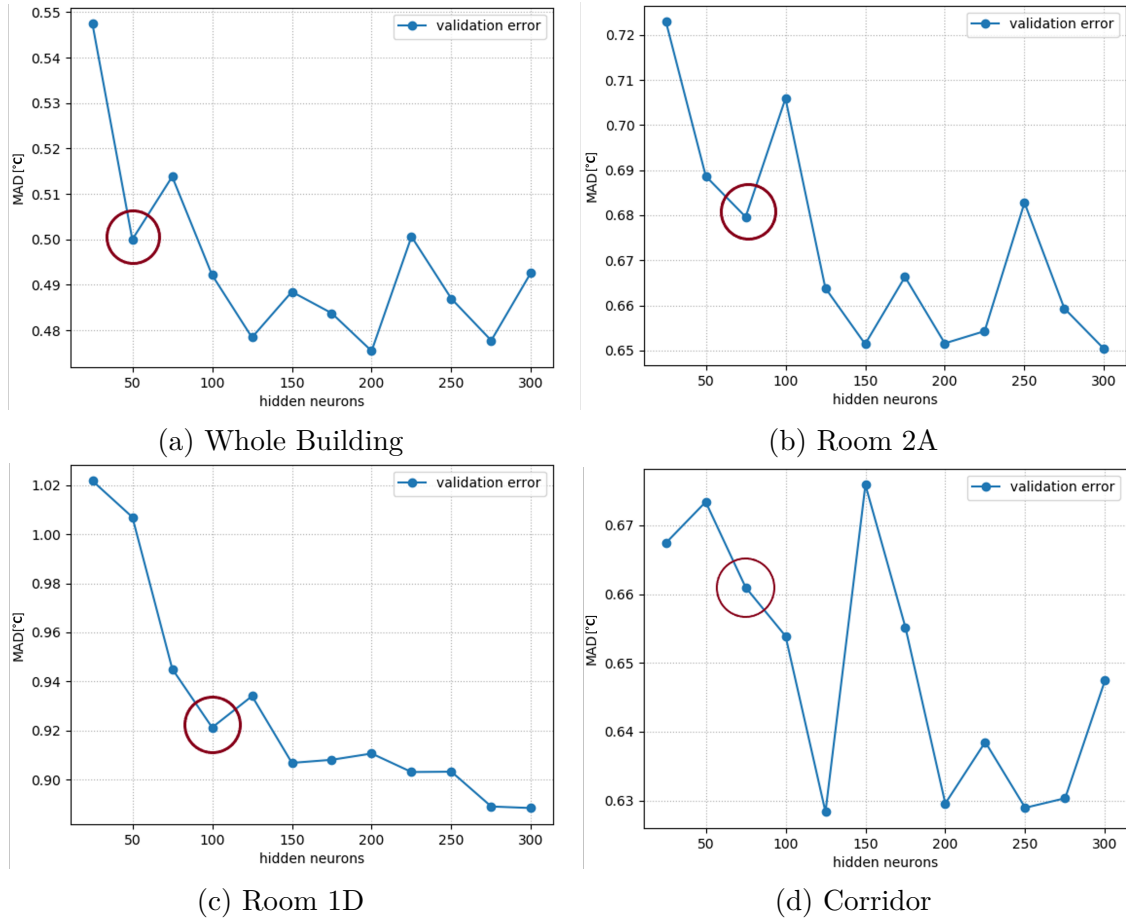 0.55
0.54
0.53
0.52
0.51
0.50
0.49
0.48
MAD [°C]
validation error
50 100 150 200 250 300
hidden neurons
(a) Whole Building
0.72
0.71
0.70
0.69
0.68
0.67
0.66
0.65
MAD [°C]
validation error
50 100 150 200 250 300
hidden neurons
(b) Room 2A
1.02
1.00
0.98
0.96
0.94
0.92
0.90
MAD[°C]
validation error
50 100 150 200 250 300
hidden neurons
(c) Room 1D
0.67
0.66
0.65
0.64
0.63
MAD [°C]
validation error
50 100 150 200 250 300
hidden neurons
(d) Corridor